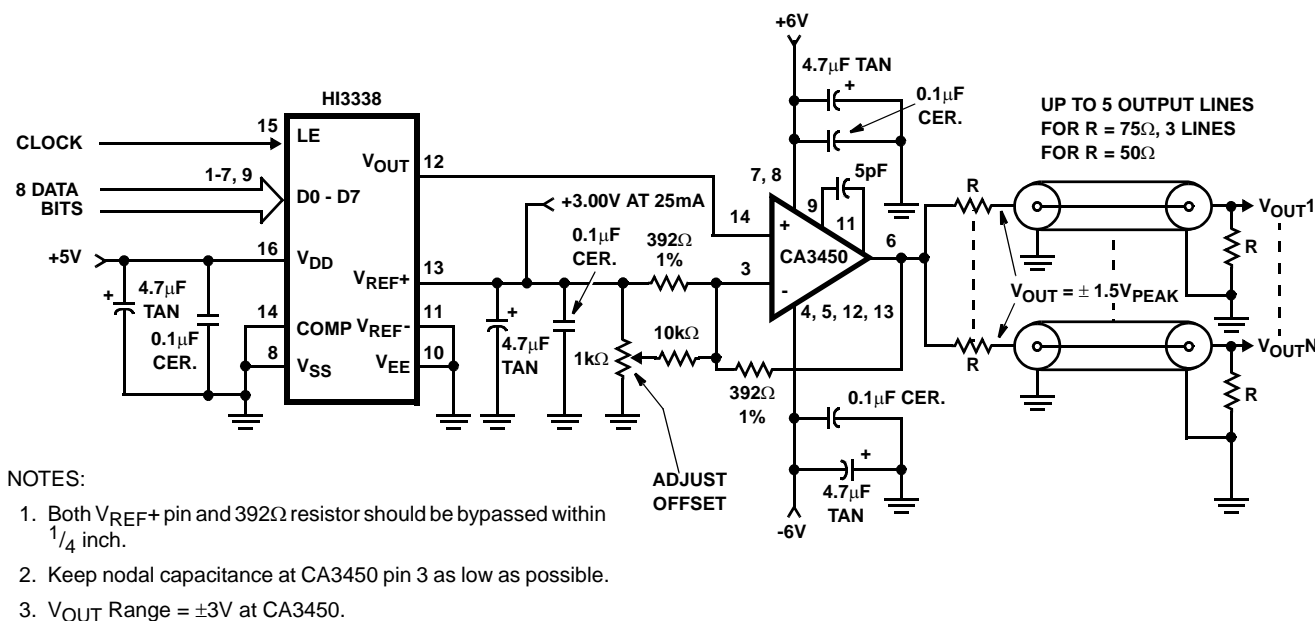 +6V
4.7μF TAN
+
0.1μF
CER.
HI3338
UP TO 5 OUTPUT LINES
FOR R = 75Ω, 3 LINES
FOR R = 50Ω
CLOCK
15
LE
VOUT
12
8 DATA
BITS
1-7, 9
D0 - D7
+3.00V AT 25mA
7, 8
5pF
9
11
14
+
CA3450
6
R
VOUT1
R
+5V
16
VDD
0.1μF
CER.
392Ω
1%
3
-
VREF+
13
4, 5, 12, 13
VOUT = ± 1.5VPEAK
+
4.7μF
TAN
0.1μF
CER.
14
COMP
VREF-
11
8
VSS
VEE
10
+
4.7μF
TAN
1kΩ
10kΩ
392Ω
1%
R
VOUTN
R
0.1μF CER.
+
4.7μF
TAN
-6V
ADJUST
OFFSET
NOTES:
1. Both VREF+ pin and 392Ω resistor should be bypassed within
1/4 inch.
2. Keep nodal capacitance at CA3450 pin 3 as low as possible.
3. VOUT Range = ±3V at CA3450.